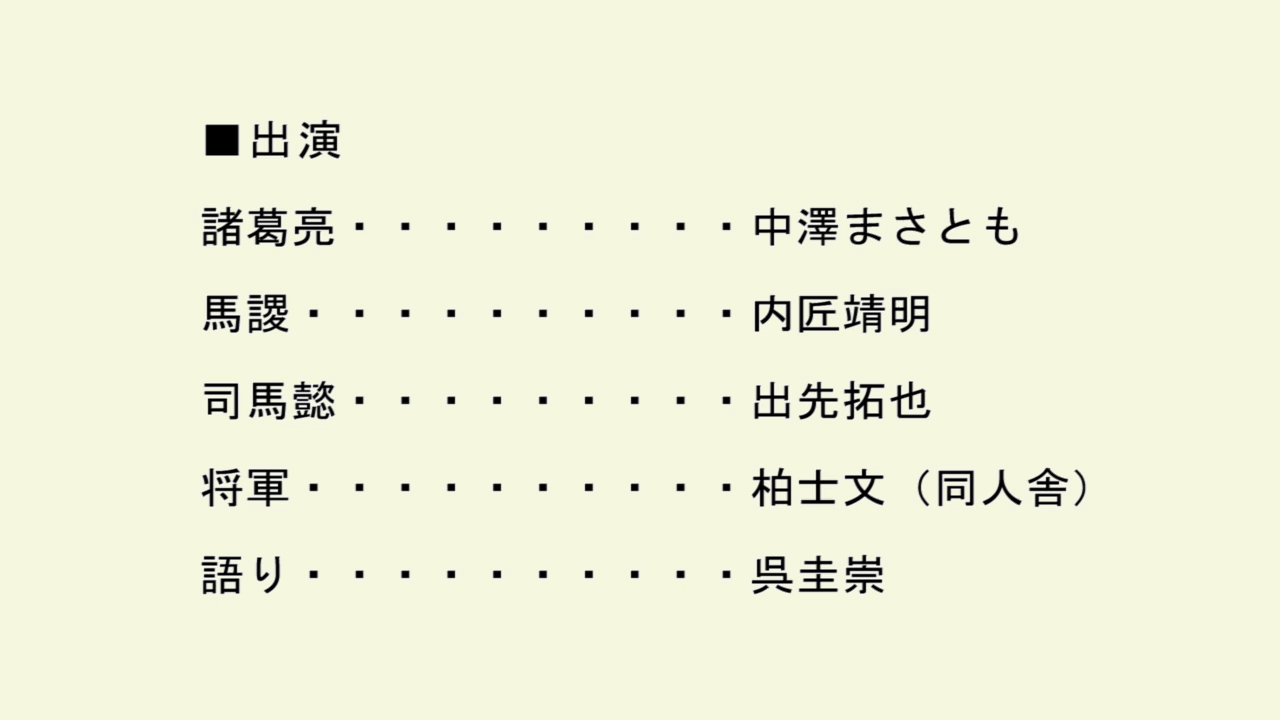 ■出演
諸葛亮・・・・・・・・・中澤まさとも
馬謖・・・・・・・・・・内匠靖明
司馬懿・・・・・・・・・出先拓也
将軍・・・・・・・・・・柏士文（同人舎）
語り・・・・・・・・・・呉圭崇